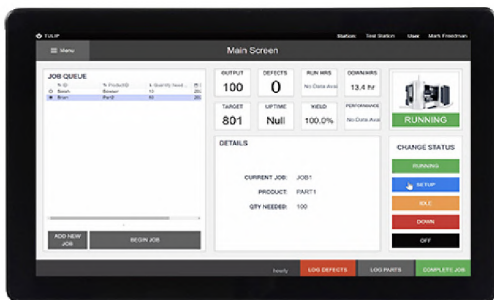 TULIP
Station Test Station User Mark Freedman
Menu
Main Screen
JOB QUEUE
OUTPUT
100
DEFECTS
0
RUN HRS
No Data Avai
DOWN HRS
13.4 hr
TARGET
801
UPTIME
Null
YIELD
100.0%
PERFORMANCE
No Data Avai
RUNNING
DETAILS
CURRENT JOB: JOB1
PRODUCT: PART1
QTY NEEDED: 100
CHANGE STATUS
RUNNING
SETUP
IDLE
DOWN
OFF
ADD NEW
JOB
BEGIN JOB
LOG DEFECTS
LOG PARTS
COMPLETE JOB